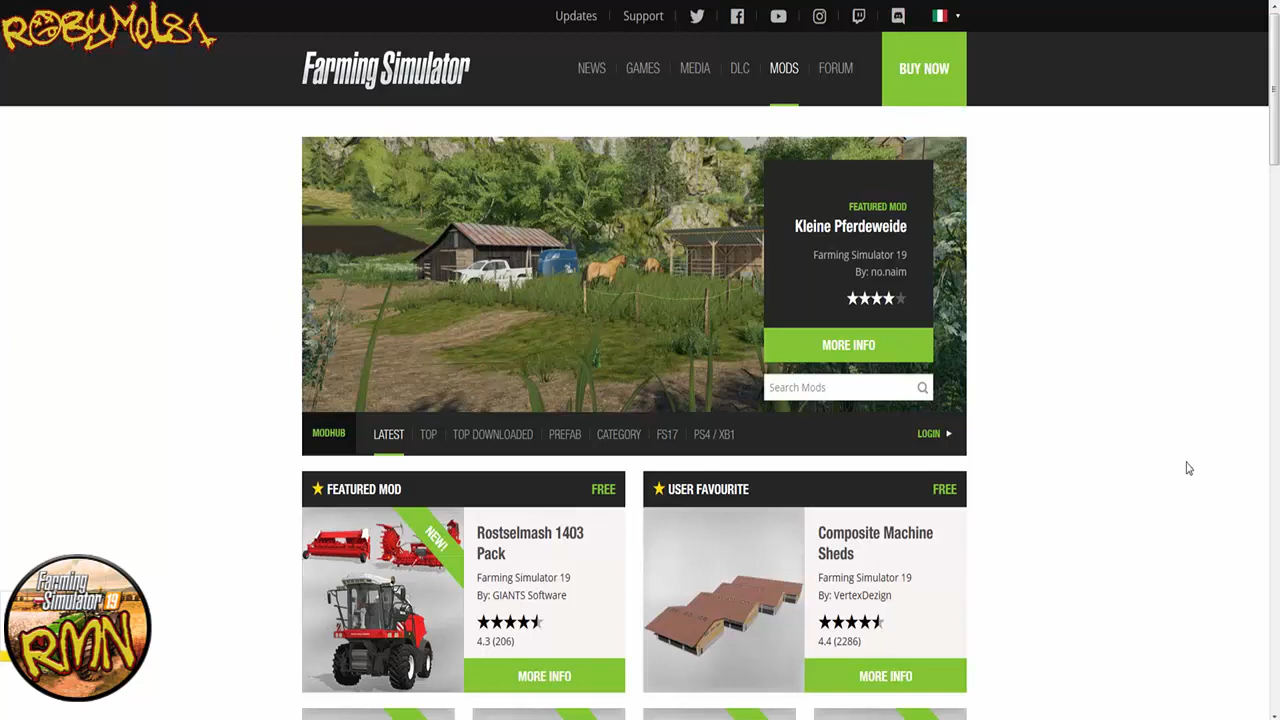 ROBYMEL81
Updates
Support
Farming Simulator
NEWS
GAMES
MEDIA
DLC
MODS
FORUM
BUY NOW
FEATURED MOD
Kleine Pferdeweide
Farming Simulator 19
By: no.naim
MORE INFO
Search Mods
MODHUB
LATEST
TOP
TOP DOWNLOADED
PREFAB
CATEGORY
FS17
PS4 / XB1
LOGIN
FEATURED MOD
FREE
NEW!
Rostselmash 1403
Pack
Farming Simulator 19
By: GIANTS Software
4.3 (206)
MORE INFO
USER FAVOURITE
FREE
Composite Machine
Sheds
Farming Simulator 19
By: VertexDezign
4.4 (2286)
MORE INFO
Farming
Simulator 19
RMN